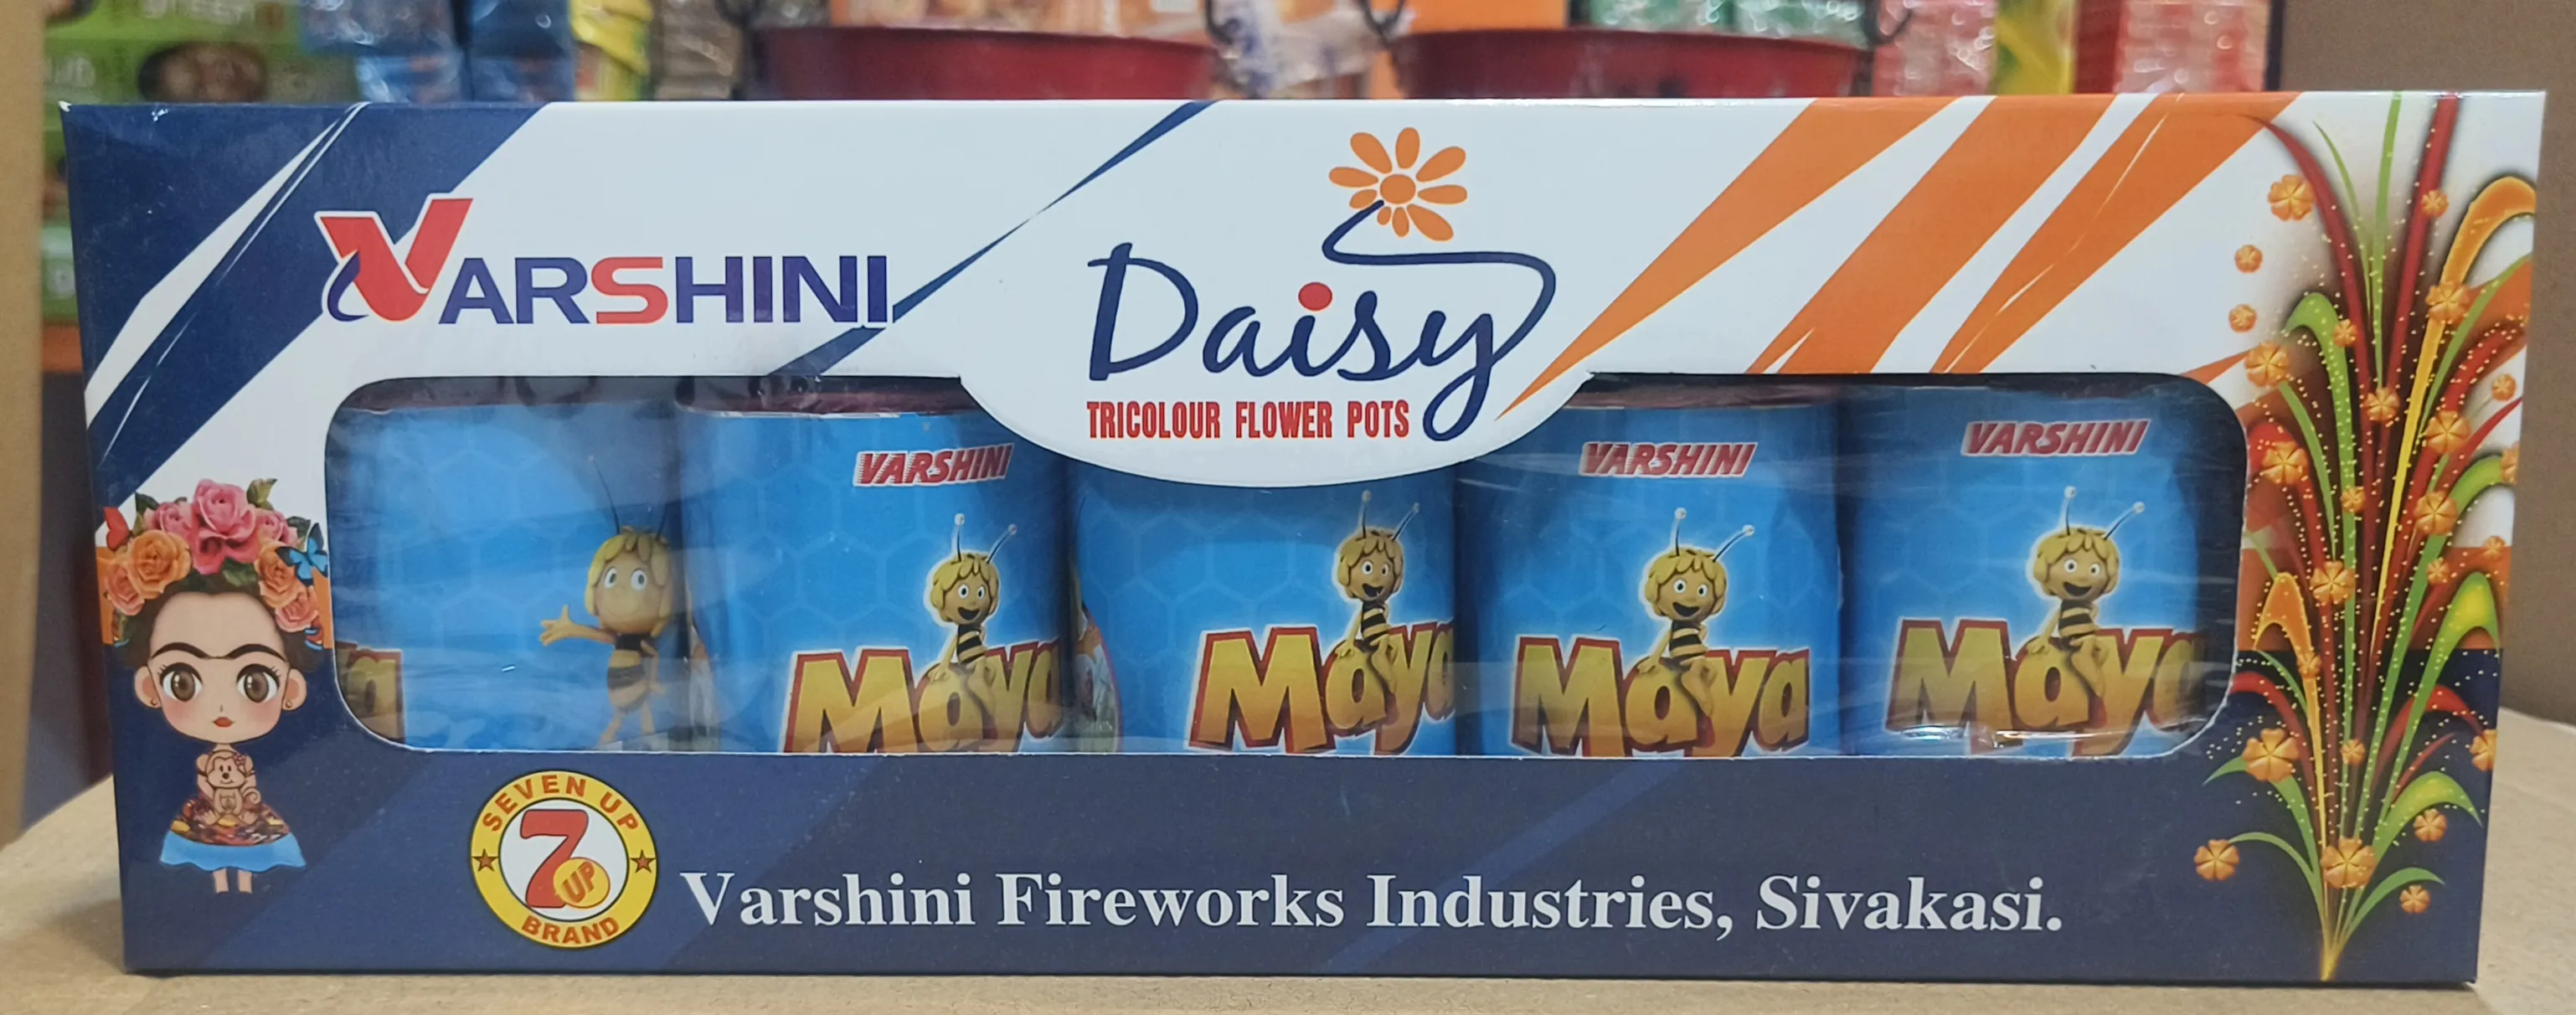 VARSHINI
Daisy
TRICOLOUR FLOWER POTS
VARSHINI
VARSHINI
VARSHINI
Maya
Maya
Maya
Maya
SEVEN UP
7
UP
BRAND
Varshini Fireworks Industries, Sivakasi.